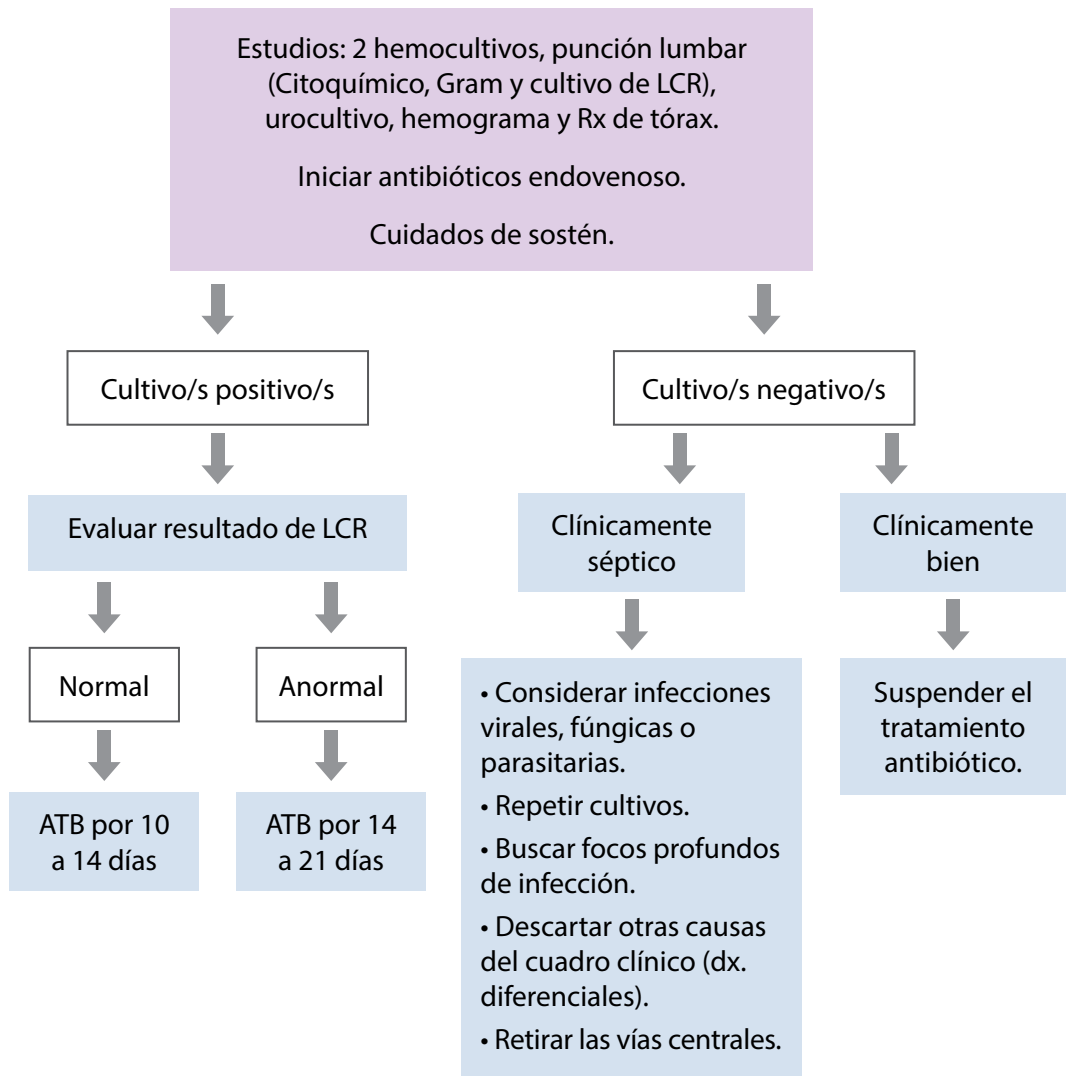 Estudios: 2 hemocultivos, punción lumbar
(Citoquímico, Gram y cultivo de LCR),
urocultivo, hemograma y Rx de tórax.
Iniciar antibióticos endovenoso.
Cuidados de sostén.
Cultivo/s positivo/s
Cultivo/s negativo/s
Evaluar resultado de LCR
Clínicamente
séptico
Clínicamente
bien
Normal
Anormal
ATB por 10
a 14 días
ATB por 14
a 21 días
• Considerar infecciones
virales, fúngicas o
parasitarias.
• Repetir cultivos.
• Buscar focos profundos
de infección.
• Descartar otras causas
del cuadro clínico (dx.
diferenciales).
• Retirar las vías centrales.
Suspender el
tratamiento
antibiótico.